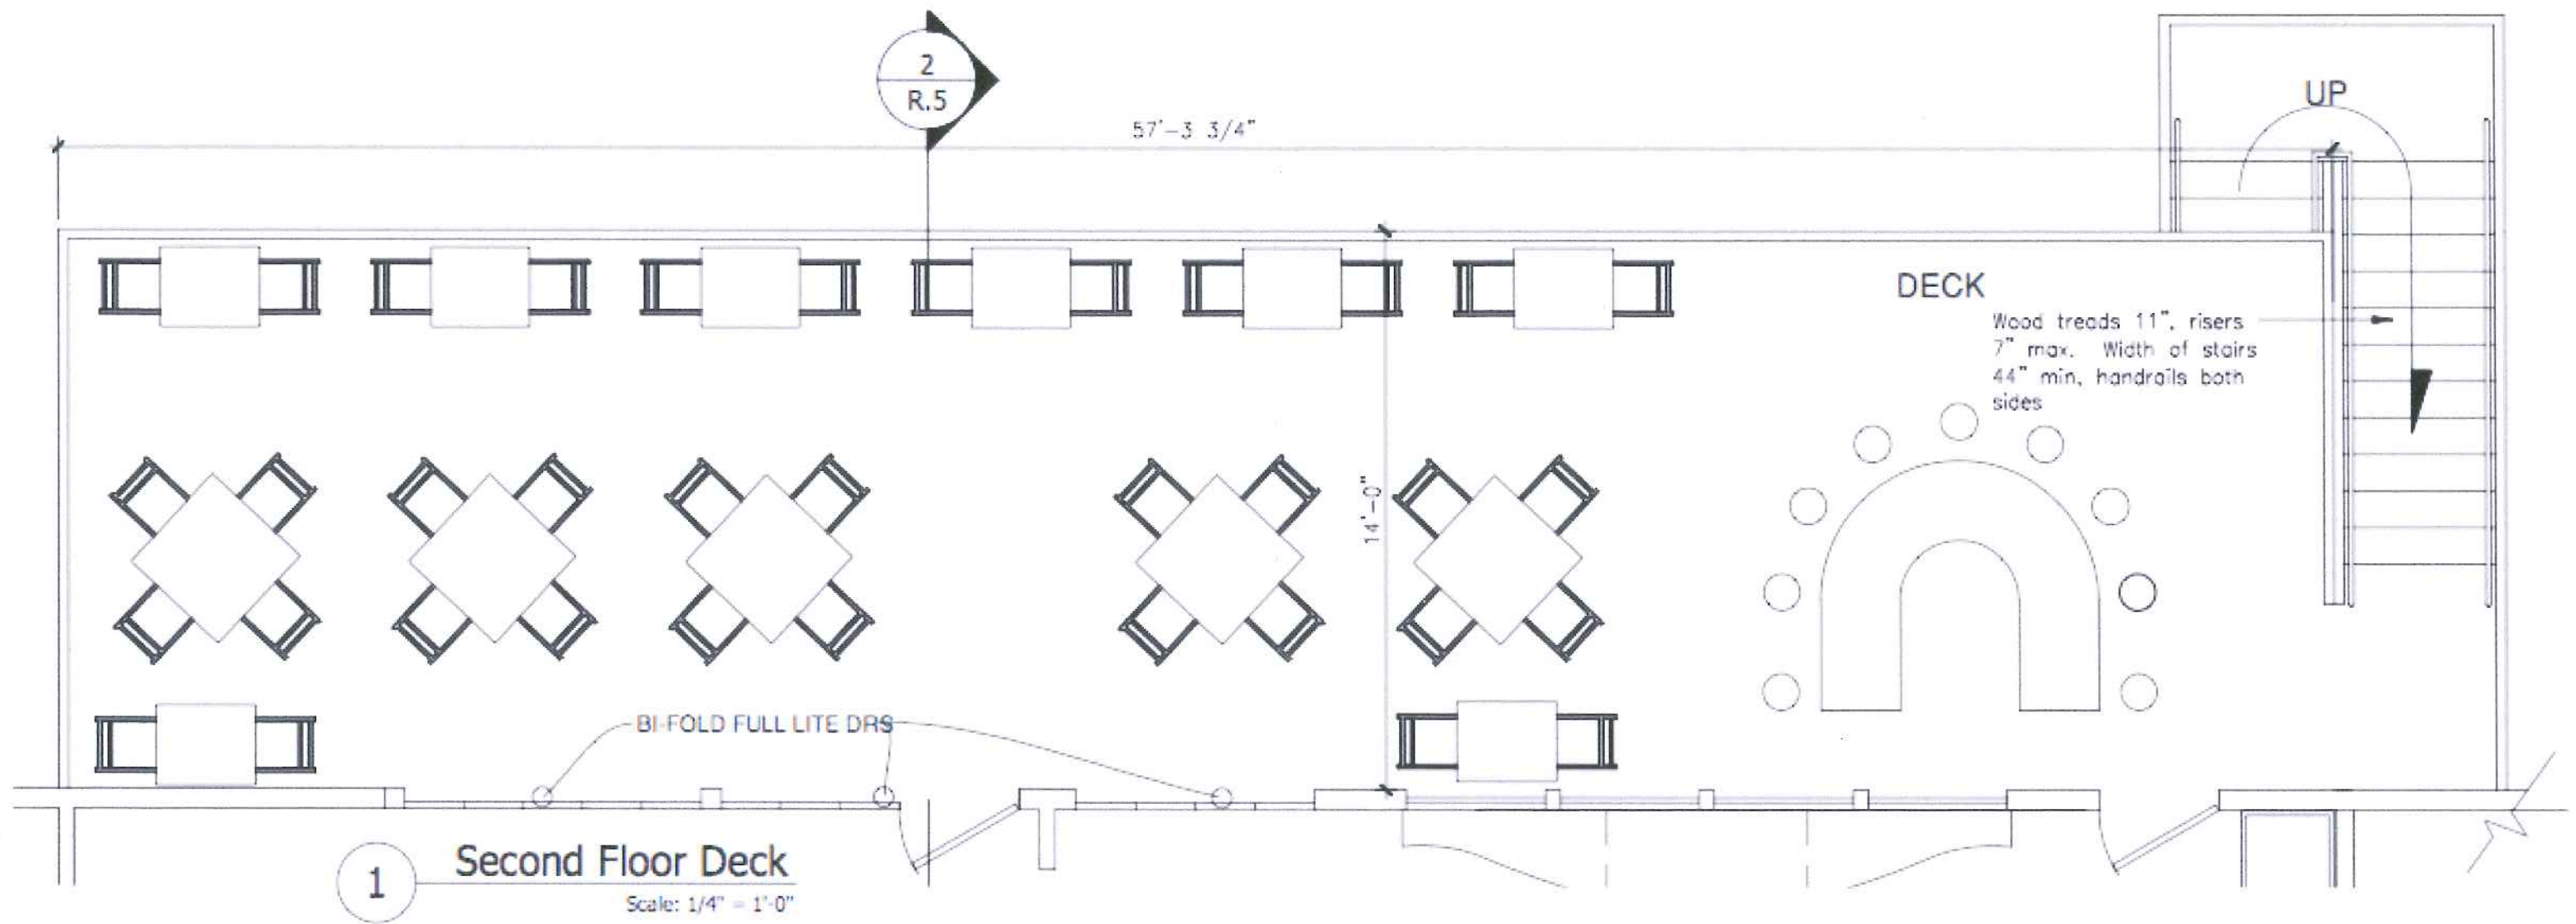 2
R.5
57'-3 3/4"
UP
DECK
Wood treads 11", risers
7" max. Width of stairs
44" min, handrails both
sides
14'-0"
BI-FOLD FULL LITE DRS
1
Second Floor Deck
Scale: 1/4" = 1'-0"